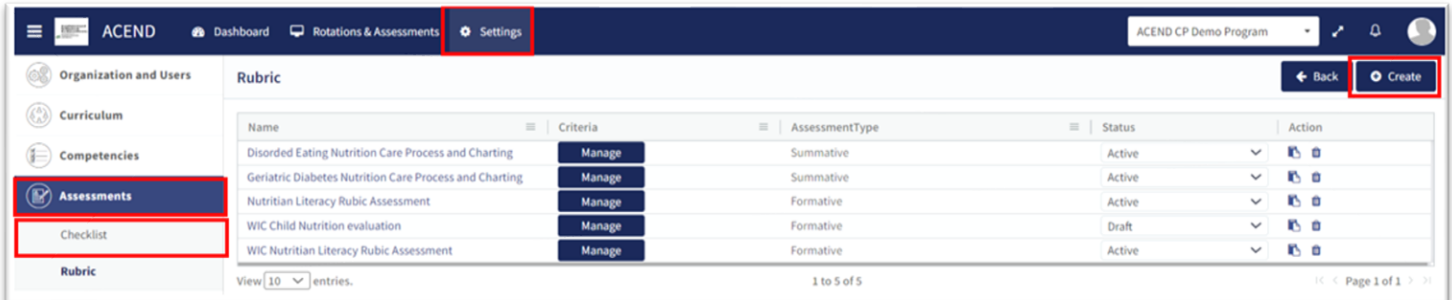 ACEND Dashboard Rotations & Assessments Settings ACEND CP Demo Program
Organization and Users
Curriculum
Competencies
Assessments
Checklist
Rubric
Rubric Back Create
Name Criteria AssessmentType Status Action
Disorded Eating Nutrition Care Process and Charting Manage Summative Active
Geriatric Diabetes Nutrition Care Process and Charting Manage Summative Active
Nutritian Literacy Rubic Assessment Manage Formative Active
WIC Child Nutrition evaluation Manage Formative Draft
WIC Nutritian Literacy Rubic Assessment Manage Formative Active
View 10 entries. 1 to 5 of 5 Page 1 of 1